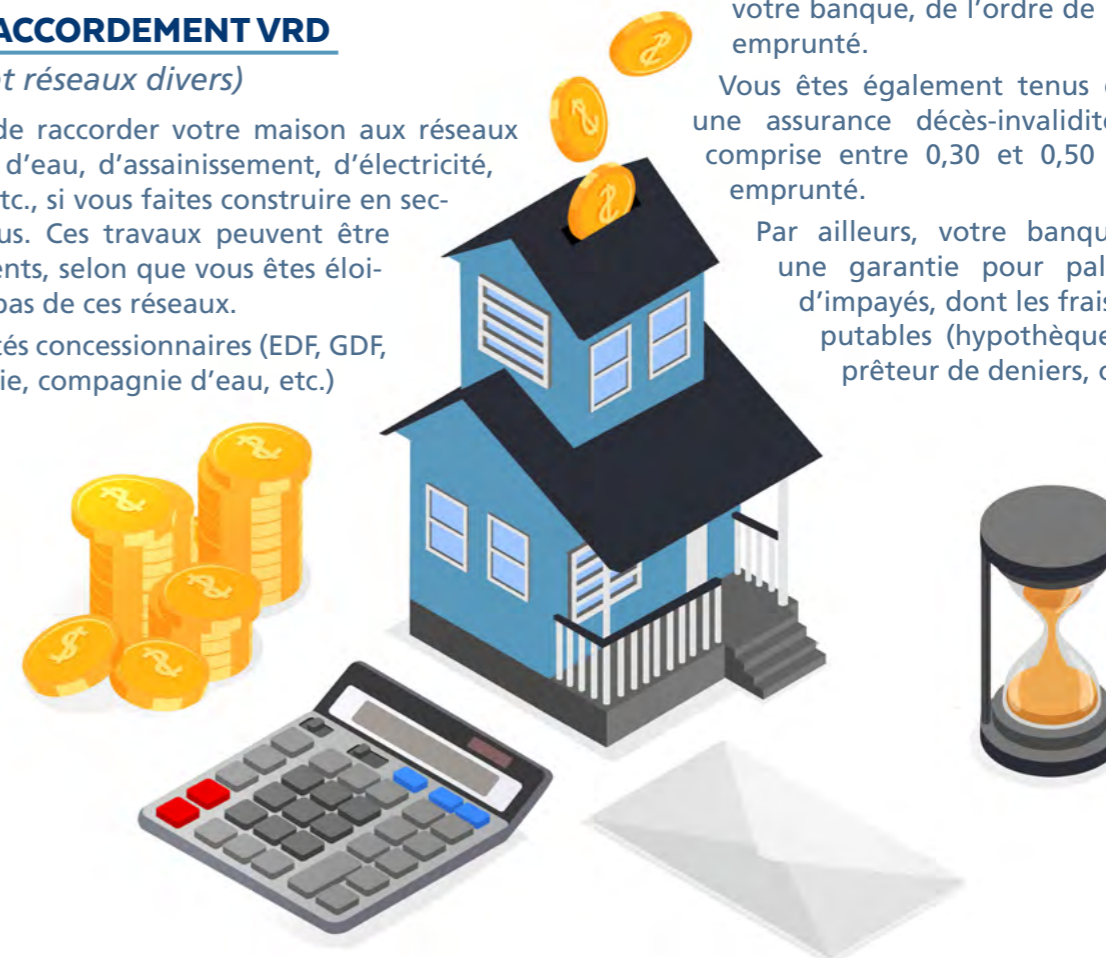 ACCORDEMENT VRD
t réseaux divers)
de raccorder votre maison aux réseaux
d'eau, d'assainissement, d'électricité,
tc., si vous faites construire en sec-
us. Ces travaux peuvent être
ents, selon que vous êtes éloi-
pas de ces réseaux.
tés concessionnaires (EDF, GDF,
ie, compagnie d'eau, etc.)
votre banque, de l'ordre de
emprunté.
Vous êtes également tenus
une assurance décès-invalidité
comprise entre 0,30 et 0,50
emprunté.
Par ailleurs, votre banqu
une garantie pour pal
d'impayés, dont les frais
putables (hypothèque
prêteur de deniers,